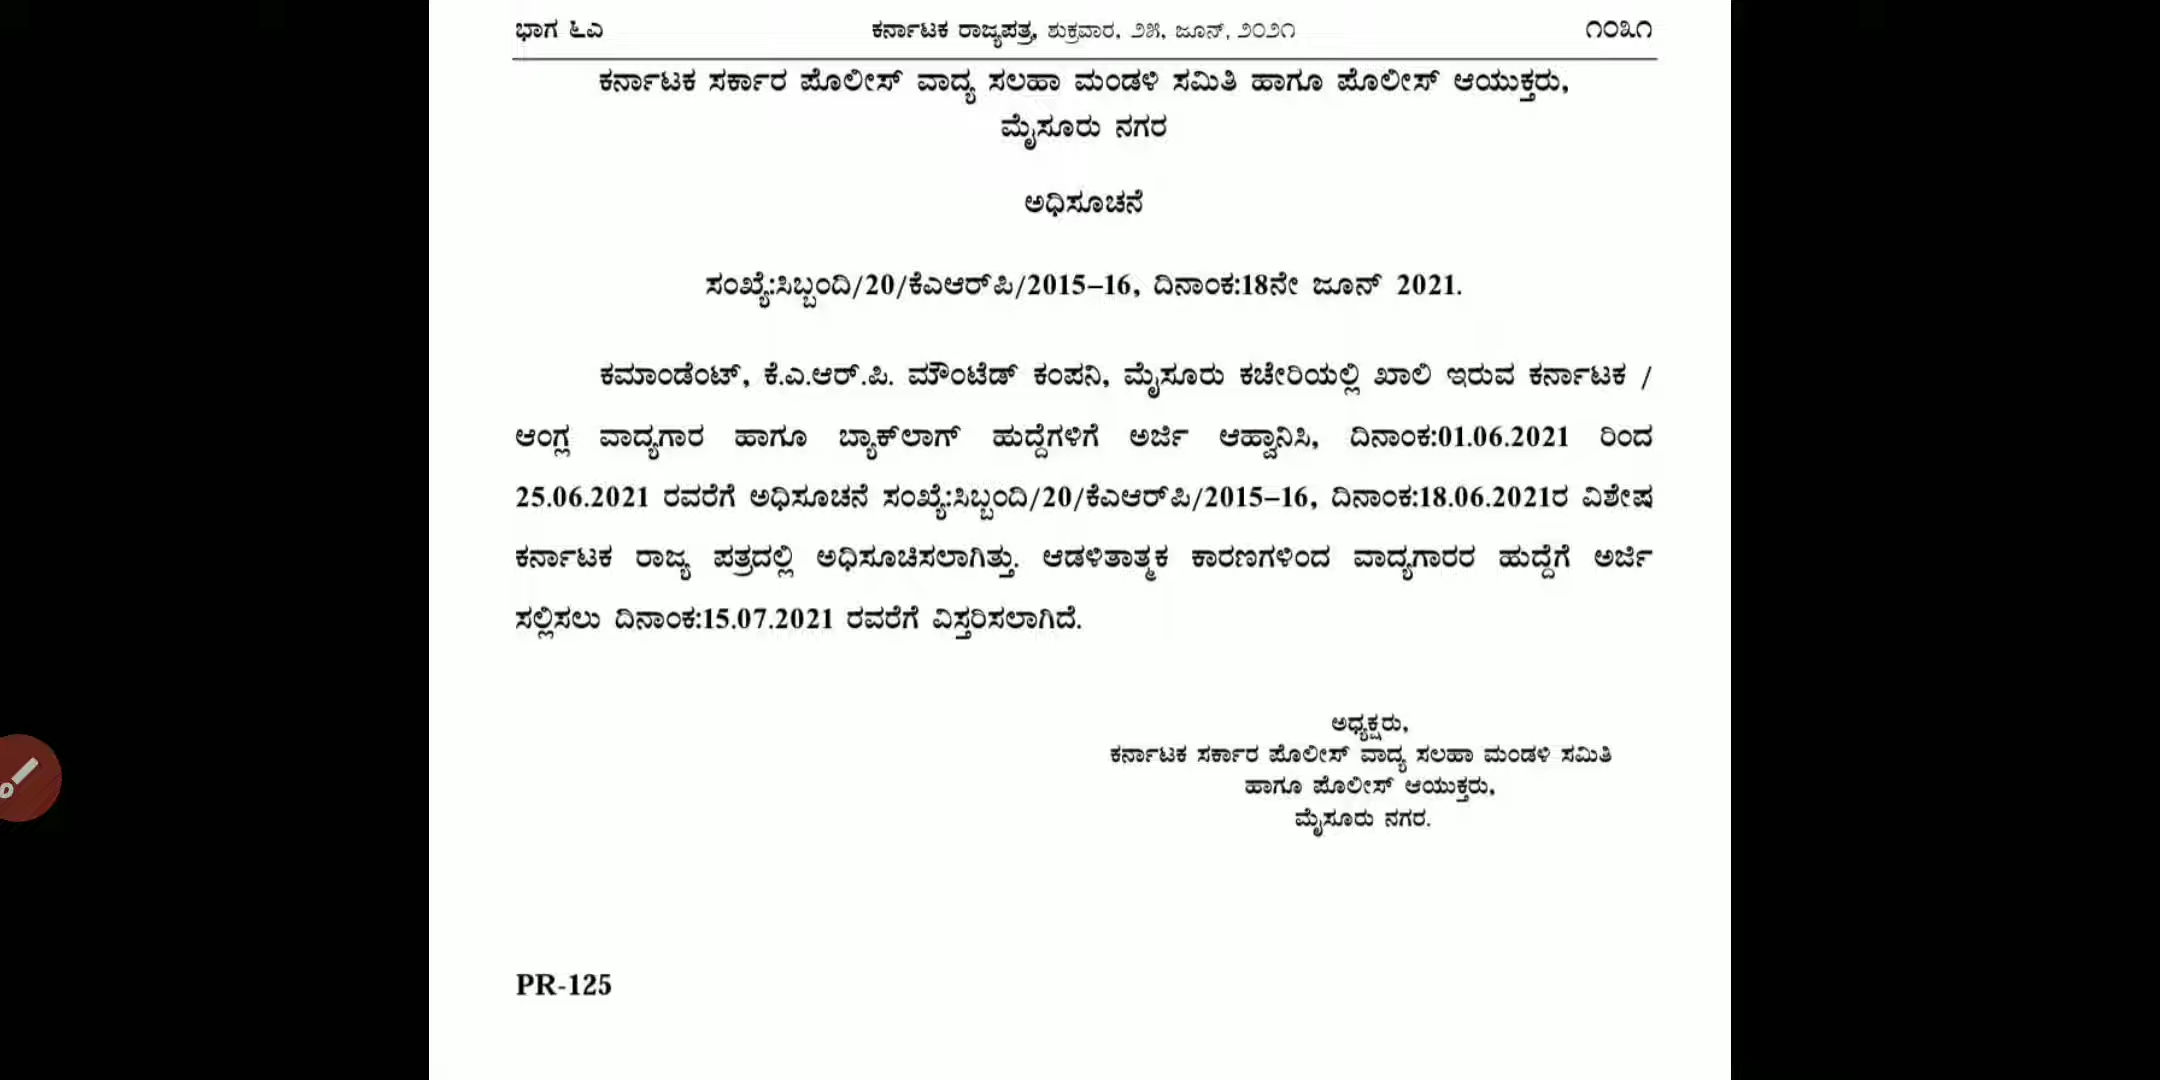 ಭಾಗ ೬ಎ ಕರ್ನಾಟಕ ರಾಜ್ಯಪತ್ರ, ಶುಕ್ರವಾರ, ೨೫, ಜೂನ್, ೨೦೨೧ ೧೦೩೧
ಕರ್ನಾಟಕ ಸರ್ಕಾರ ಪೊಲೀಸ್ ವಾದ್ಯ ಸಲಹಾ ಮಂಡಳಿ ಸಮಿತಿ ಹಾಗೂ ಪೊಲೀಸ್ ಆಯುಕ್ತರು,
ಮೈಸೂರು ನಗರ
ಅಧಿಸೂಚನೆ
ಸಂಖ್ಯೆ:ಸಿಬ್ಬಂದಿ/20/ಕೆಎಆರ್‌ಪಿ/2015–16, ದಿನಾಂಕ:18ನೇ ಜೂನ್ 2021.
ಕಮಾಂಡೆಂಟ್, ಕೆ.ಎ.ಆರ್.ಪಿ. ಮೌಂಟೆಡ್ ಕಂಪನಿ, ಮೈಸೂರು ಕಚೇರಿಯಲ್ಲಿ ಖಾಲಿ ಇರುವ ಕರ್ನಾಟಕ /
ಆಂಗ್ಲ ವಾದ್ಯಗಾರ ಹಾಗೂ ಬ್ಯಾಕ್‌ಲಾಗ್ ಹುದ್ದೆಗಳಿಗೆ ಅರ್ಜಿ ಆಹ್ವಾನಿಸಿ, ದಿನಾಂಕ:01.06.2021 ರಿಂದ
25.06.2021 ರವರೆಗೆ ಅಧಿಸೂಚನೆ ಸಂಖ್ಯೆ:ಸಿಬ್ಬಂದಿ/20/ಕೆಎಆರ್‌ಪಿ/2015–16, ದಿನಾಂಕ:18.06.2021ರ ವಿಶೇಷ
ಕರ್ನಾಟಕ ರಾಜ್ಯ ಪತ್ರದಲ್ಲಿ ಅಧಿಸೂಚಿಸಲಾಗಿತ್ತು. ಆಡಳಿತಾತ್ಮಕ ಕಾರಣಗಳಿಂದ ವಾದ್ಯಗಾರರ ಹುದ್ದೆಗೆ ಅರ್ಜಿ
ಸಲ್ಲಿಸಲು ದಿನಾಂಕ:15.07.2021 ರವರೆಗೆ ವಿಸ್ತರಿಸಲಾಗಿದೆ.
ಅಧ್ಯಕ್ಷರು,
ಕರ್ನಾಟಕ ಸರ್ಕಾರ ಪೊಲೀಸ್ ವಾದ್ಯ ಸಲಹಾ ಮಂಡಳಿ ಸಮಿತಿ
ಹಾಗೂ ಪೊಲೀಸ್ ಆಯುಕ್ತರು,
ಮೈಸೂರು ನಗರ.
PR-125